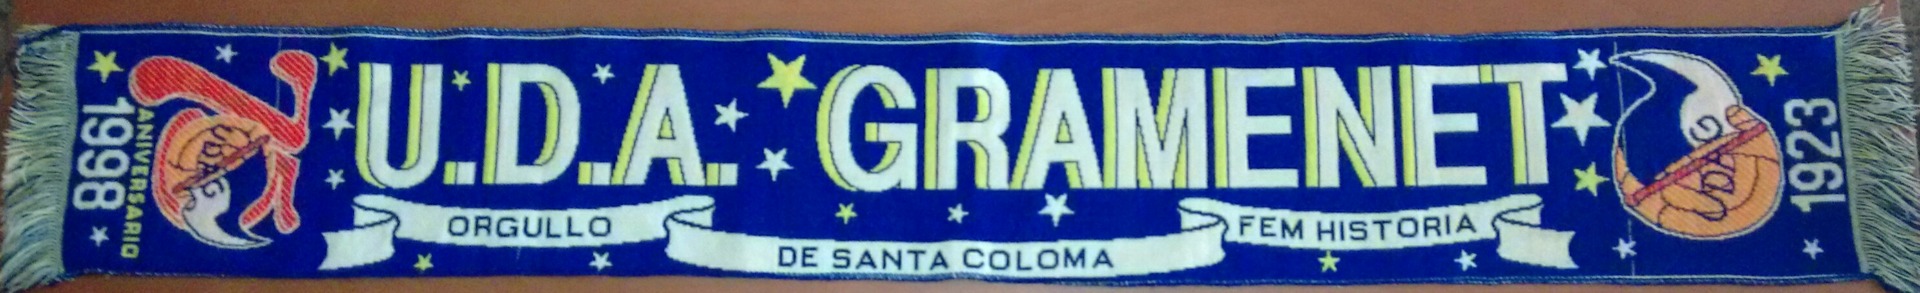 1998
ANIVERSARIO
UDAG
U.D.A. GRAMENET
ORGULLO
DE SANTA COLOMA
FEM HISTORIA
UDAG
1923